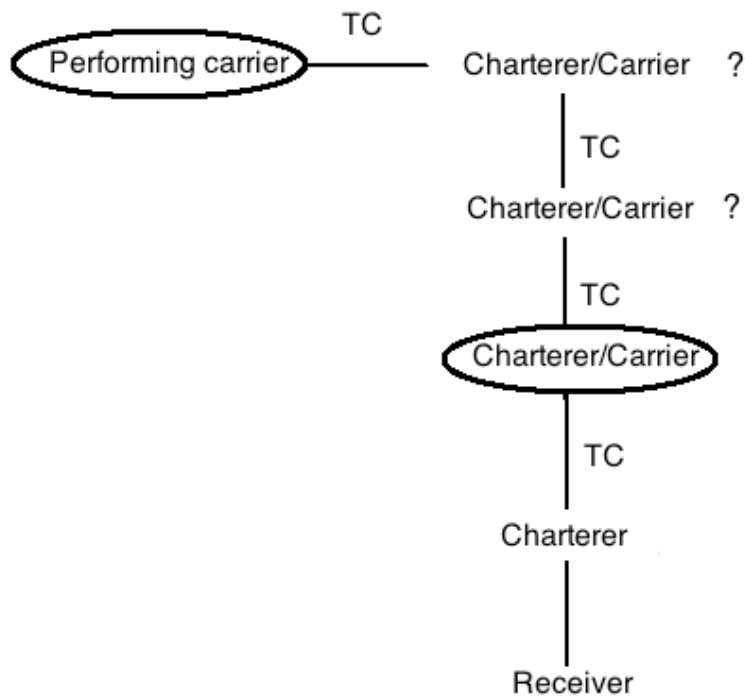 TC
Performing carrier
Charterer/Carrier ?
TC
Charterer/Carrier ?
TC
Charterer/Carrier
TC
Charterer
Receiver